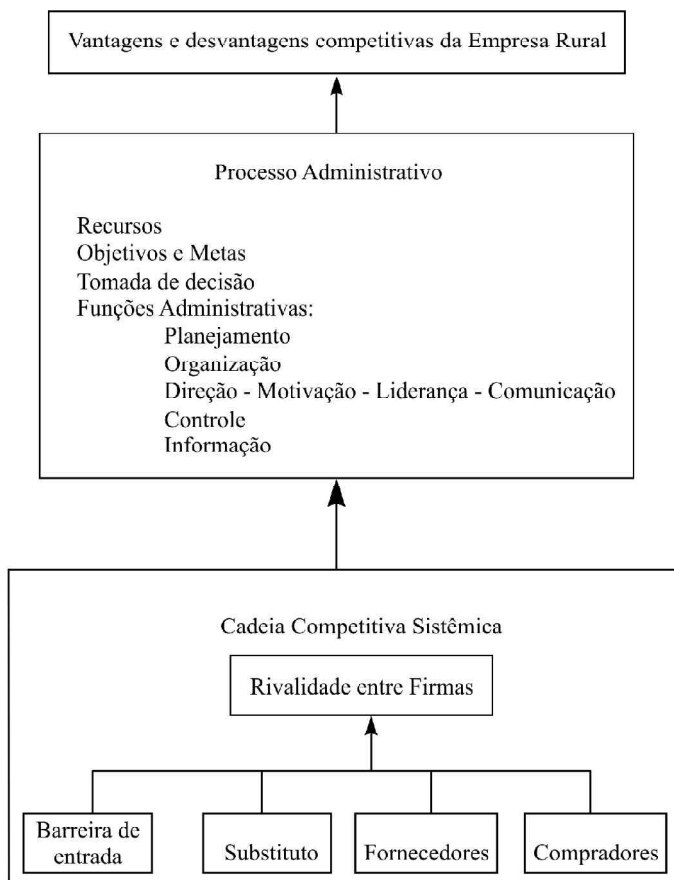 Vantagens e desvantagens competitivas da Empresa Rural
Processo Administrativo
Recursos
Objetivos e Metas
Tomada de decisão
Funções Administrativas:
Planejamento
Organização
Direção - Motivação - Liderança - Comunicação
Controle
Informação
Cadeia Competitiva Sistêmica
Rivalidade entre Firmas
Barreira de
entrada
Substituto
Fornecedores
Compradores